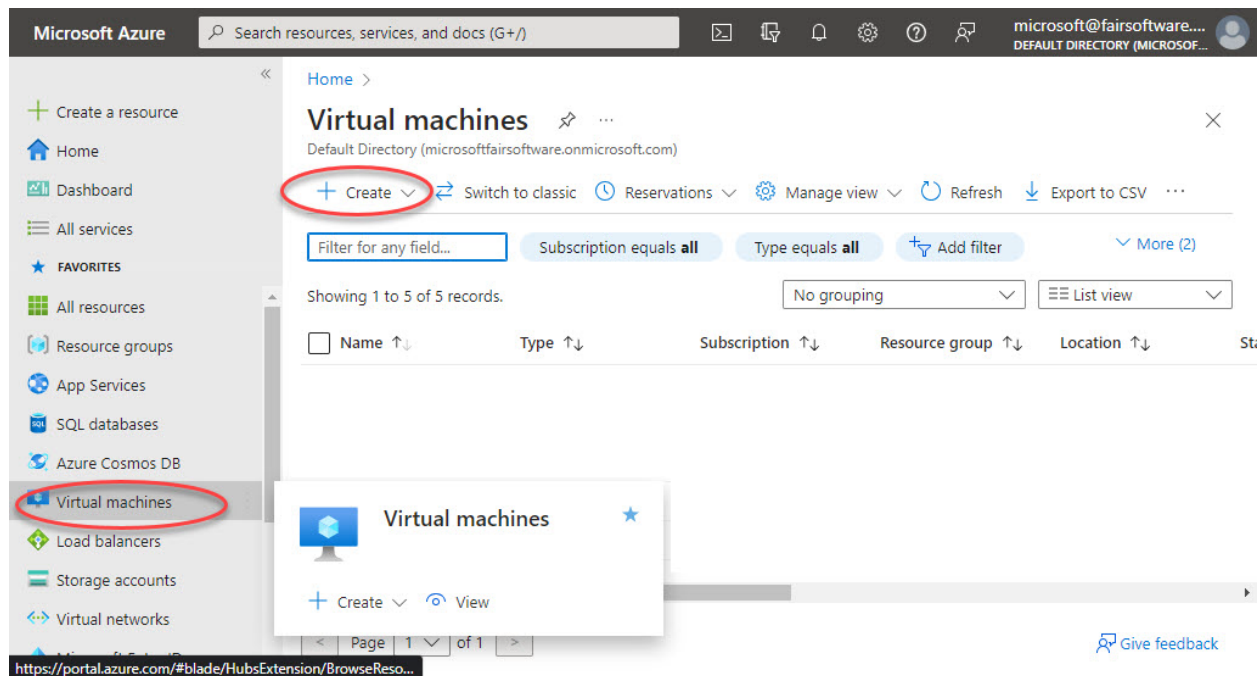 Microsoft Azure
Search resources, services, and docs (G+/)
microsoft@fairsoftware....
DEFAULT DIRECTORY (MICROSOF...
Create a resource
Home
Dashboard
All services
FAVORITES
All resources
Resource groups
App Services
SQL databases
Azure Cosmos DB
Virtual machines
Load balancers
Storage accounts
Virtual networks
https://portal.azure.com/#blade/HubsExtension/BrowseReso...
Home >
Virtual machines ...
Default Directory (microsoftfairsoftware.onmicrosoft.com)
+ Create Switch to classic Reservations Manage view Refresh Export to CSV ...
Filter for any field... Subscription equals all Type equals all Add filter More (2)
Showing 1 to 5 of 5 records. No grouping List view
Name Type Subscription Resource group Location Sta
Virtual machines
+ Create View
< Page 1 of 1 >
Give feedback